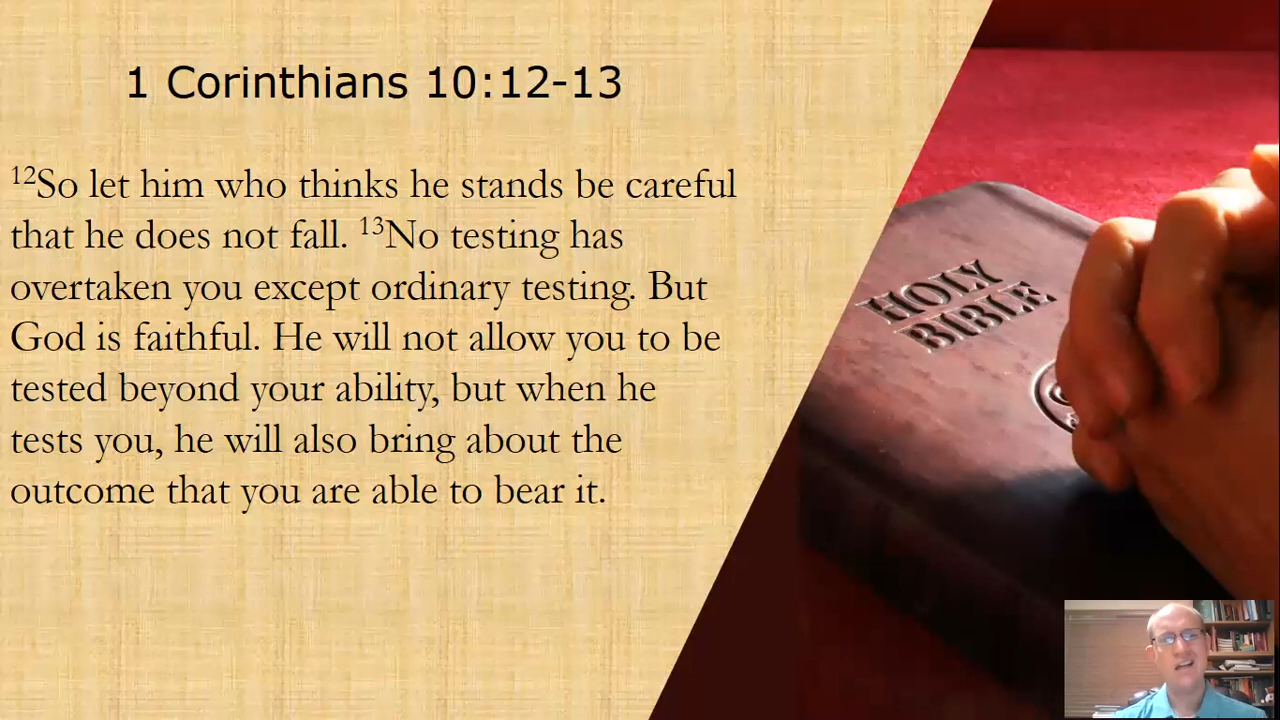 1 Corinthians 10:12-13
¹²So let him who thinks he stands be careful
that he does not fall. ¹³No testing has
overtaken you except ordinary testing. But
God is faithful. He will not allow you to be
tested beyond your ability, but when he
tests you, he will also bring about the
outcome that you are able to bear it.
HOLY
BIBLE